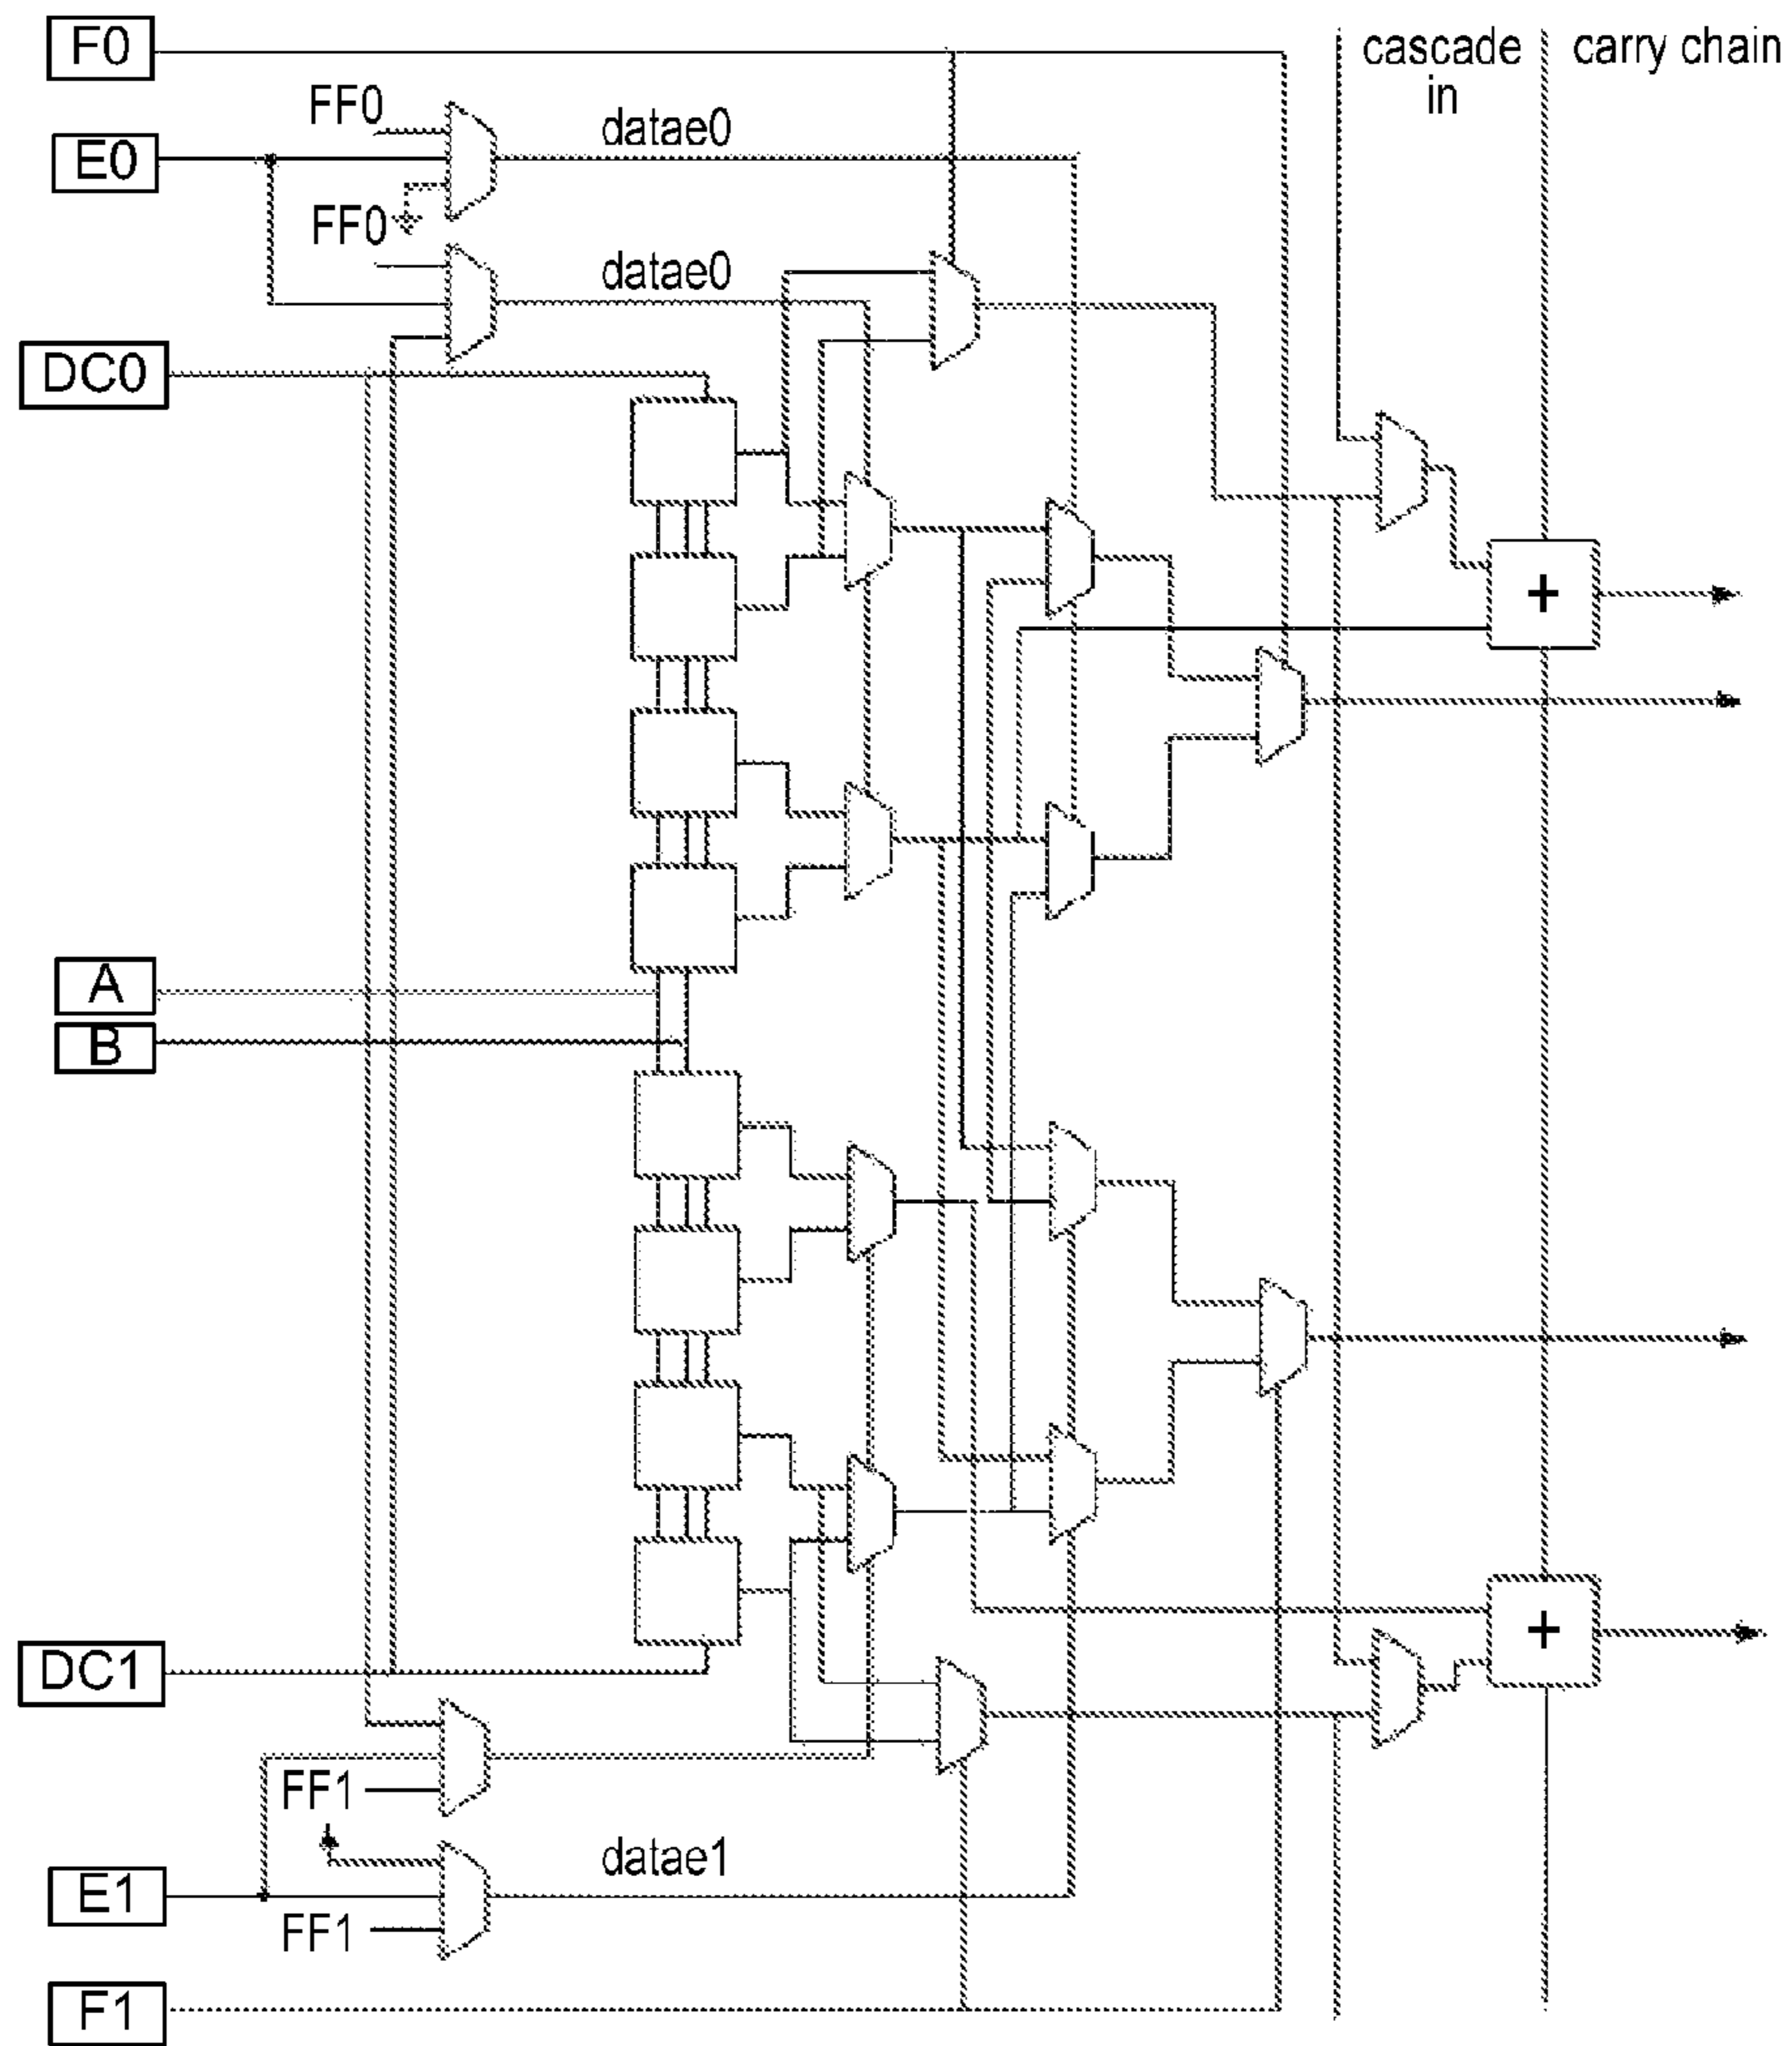 F0
cascade in
carry chain
FF0
datae0
E0
FF0
datae0
DC0
+
A
B
+
DC1
FF1
datae1
E1
FF1
F1